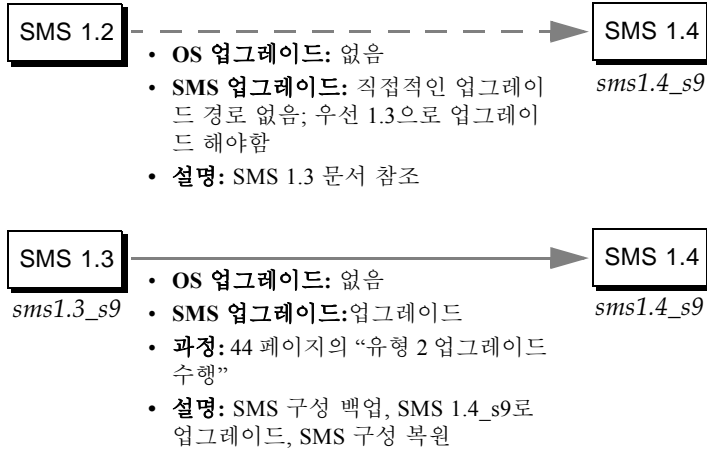 SMS 1.2
SMS 1.4
sms1.4_s9
• OS 업그레이드: 없음
• SMS 업그레이드: 직접적인 업그레이
드 경로 없음; 우선 1.3으로 업그레이
드 해야함
• 설명: SMS 1.3 문서 참조
SMS 1.3
sms1.3_s9
SMS 1.4
sms1.4_s9
• OS 업그레이드: 없음
• SMS 업그레이드:업그레이드
• 과정: 44 페이지의 “유형 2 업그레이드
수행”
• 설명: SMS 구성 백업, SMS 1.4_s9로
업그레이드, SMS 구성 복원